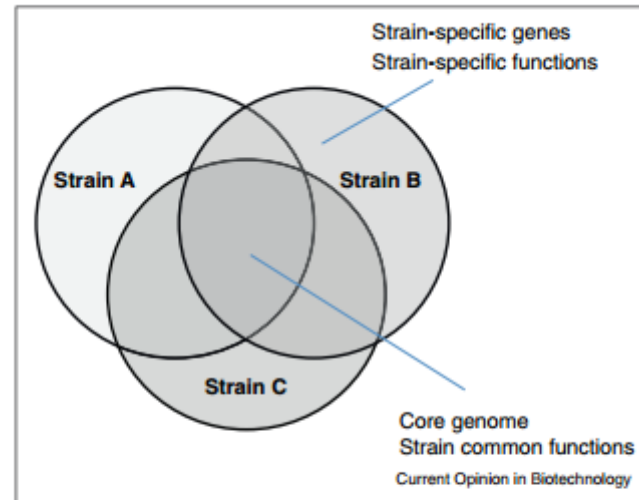 Strain-specific genes
Strain-specific functions
Strain A
Strain B
Strain C
Core genome
Strain common functions
Current Opinion in Biotechnology